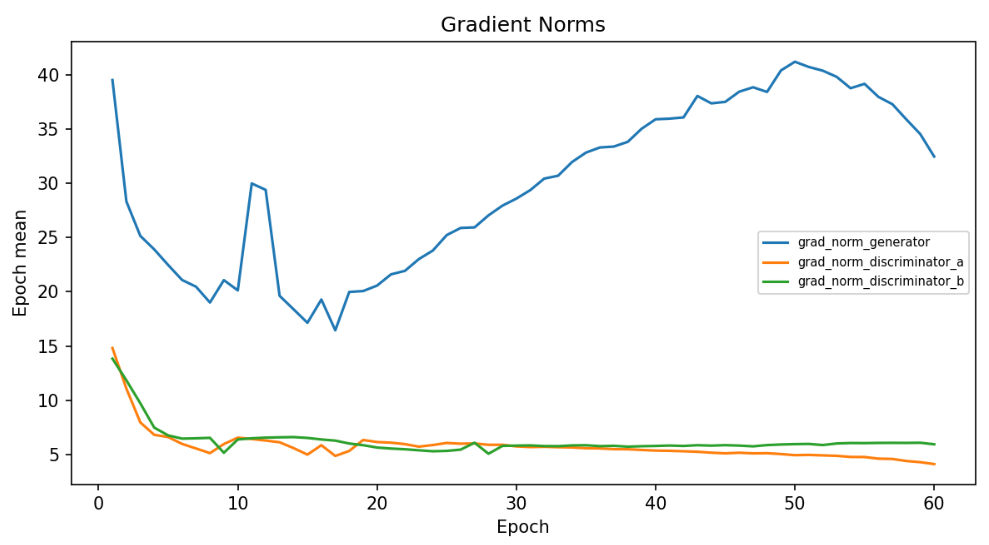 Gradient Norms
Epoch mean
40
35
30
25
20
15
10
5
grad_norm_generator
grad_norm_discriminator_a
grad_norm_discriminator_b
0 10 20 30 40 50 60
Epoch